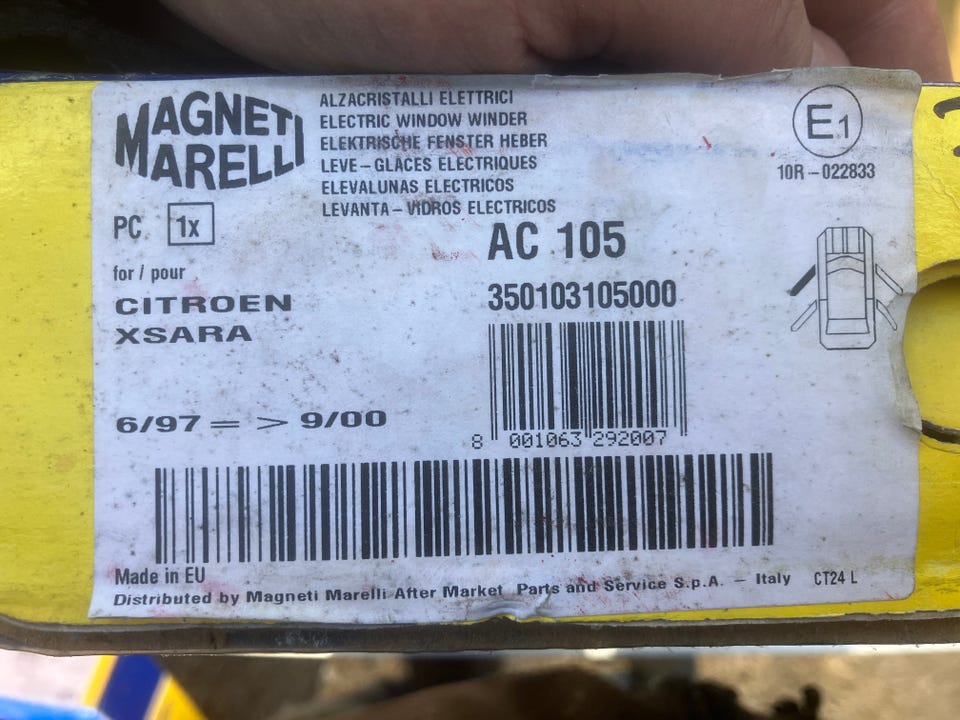 MAGNETI
MARELLI
ALZACRISTALLI ELETTRICI
ELECTRIC WINDOW WINDER
ELEKTRISCHE FENSTER HEBER
LEVE-GLACES ELECTRIQUES
ELEVALUNAS ELECTRICOS
LEVANTA-VIDROS ELECTRICOS
E1
10R-022833
PC 1x
AC 105
for / pour
CITROEN
XSARA
350103105000
6/97 = > 9/00
8 001063 292007
Made in EU
Distributed by Magneti Marelli After Market Parts and Service S.p.A. - Italy CT24 L